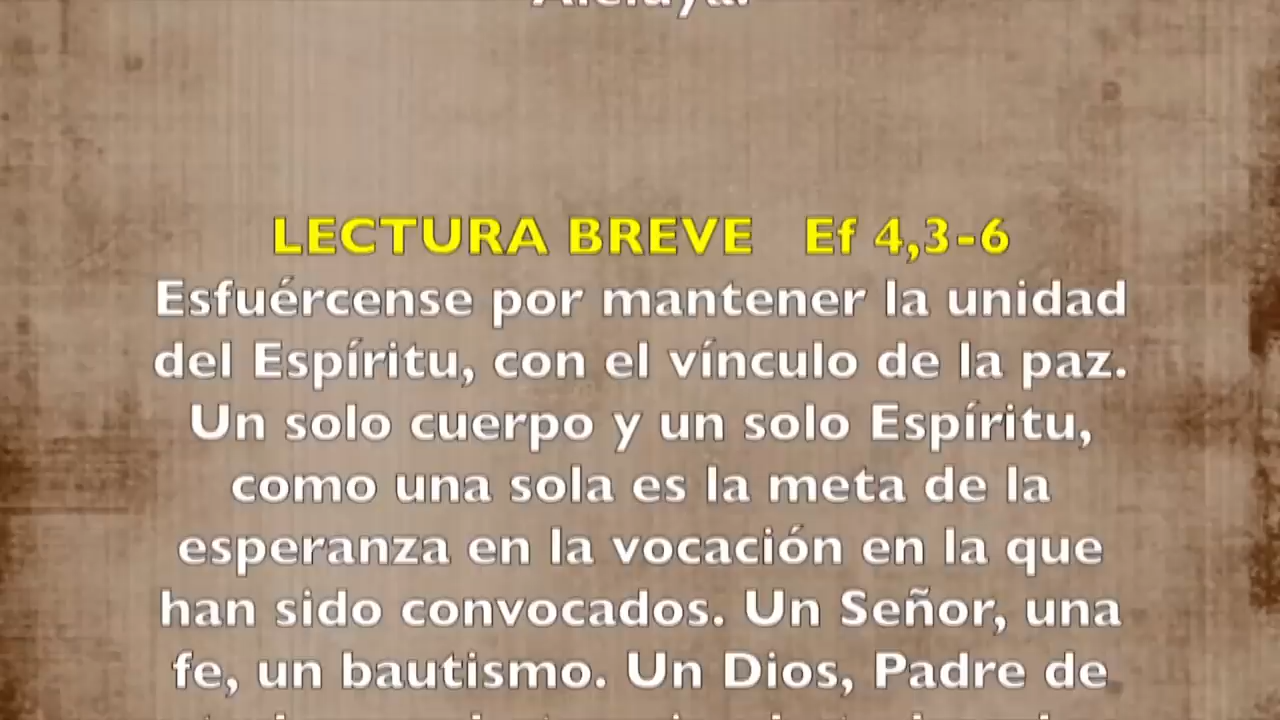 Aleluya.
LECTURA BREVE Ef 4,3-6
Esfuércense por mantener la unidad
del Espíritu, con el vínculo de la paz.
Un solo cuerpo y un solo Espíritu,
como una sola es la meta de la
esperanza en la vocación en la que
han sido convocados. Un Señor, una
fe, un bautismo. Un Dios, Padre de